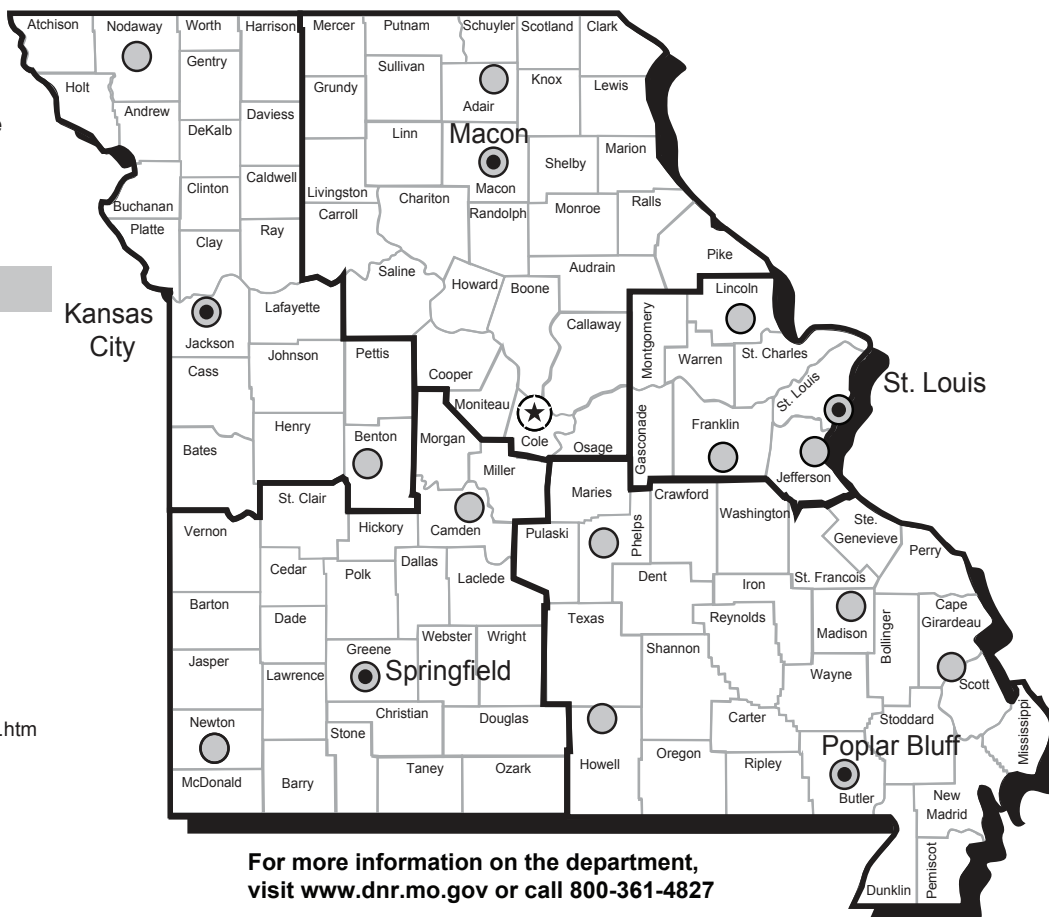 Atchison Nodaway Worth Harrison Mercer Putnam Schuyler Scotland Clark
Gentry Sullivan
Holt Grundy Adair Knox Lewis
Andrew Daviess
e
DeKalb Linn Macon
Marion
Shelby
Clinton Caldwell Macon
Buchanan Livingston Chariton Monroe Ralls
Platte Carroll Randolph
Clay Ray
Pike
Saline Audrain
Howard Boone Lincoln
Kansas
City
Lafayette Callaway Montgomery
Jackson Johnson Pettis Warren St. Charles
Cass Cooper St. Louis
St. Louis
Moniteau
Henry Benton Morgan Cole Osage Gasconade Franklin
Bates
Miller Jefferson
St. Clair Maries Crawford
Vernon Hickory Camden Pulaski Phelps Washington Ste.
Genevieve
Perry
Cedar Polk Dallas Laclede Dent Iron St. Francois
Barton Dade Texas Reynolds Madison Bollinger Cape
Girardeau
Greene Webster Wright Shannon
Jasper Lawrence Springfield Wayne Scott
Newton Christian Douglas Carter Stoddard Mississippi
.htm
Stone Poplar Bluff
McDonald Barry Taney Ozark Howell Oregon Ripley Butler New
Madrid
For more information on the department,
visit www.dnr.mo.gov or call 800-361-4827
Dunklin Pemiscot